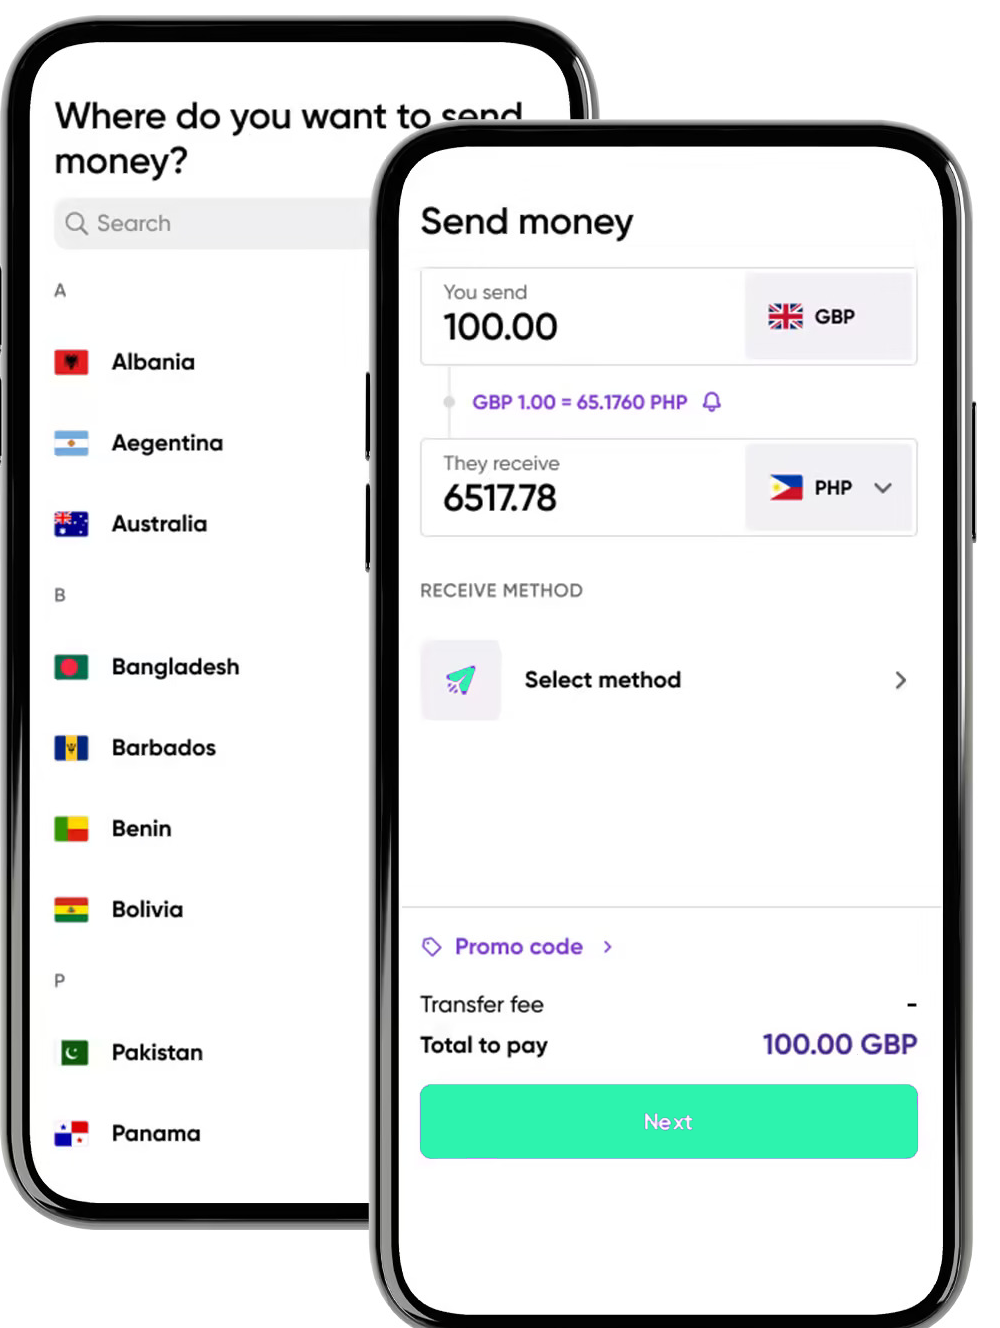 Where do you want to send
money?
Search
A
Albania
Aegentina
Australia
B
Bangladesh
Barbados
Benin
Bolivia
P
Pakistan
Panama
Send money
You send
100.00
GBP
GBP 1.00 = 65.1760 PHP
They receive
6517.78
PHP
RECEIVE METHOD
Select method
Promo code
Transfer fee
-
Total to pay
100.00 GBP
Next